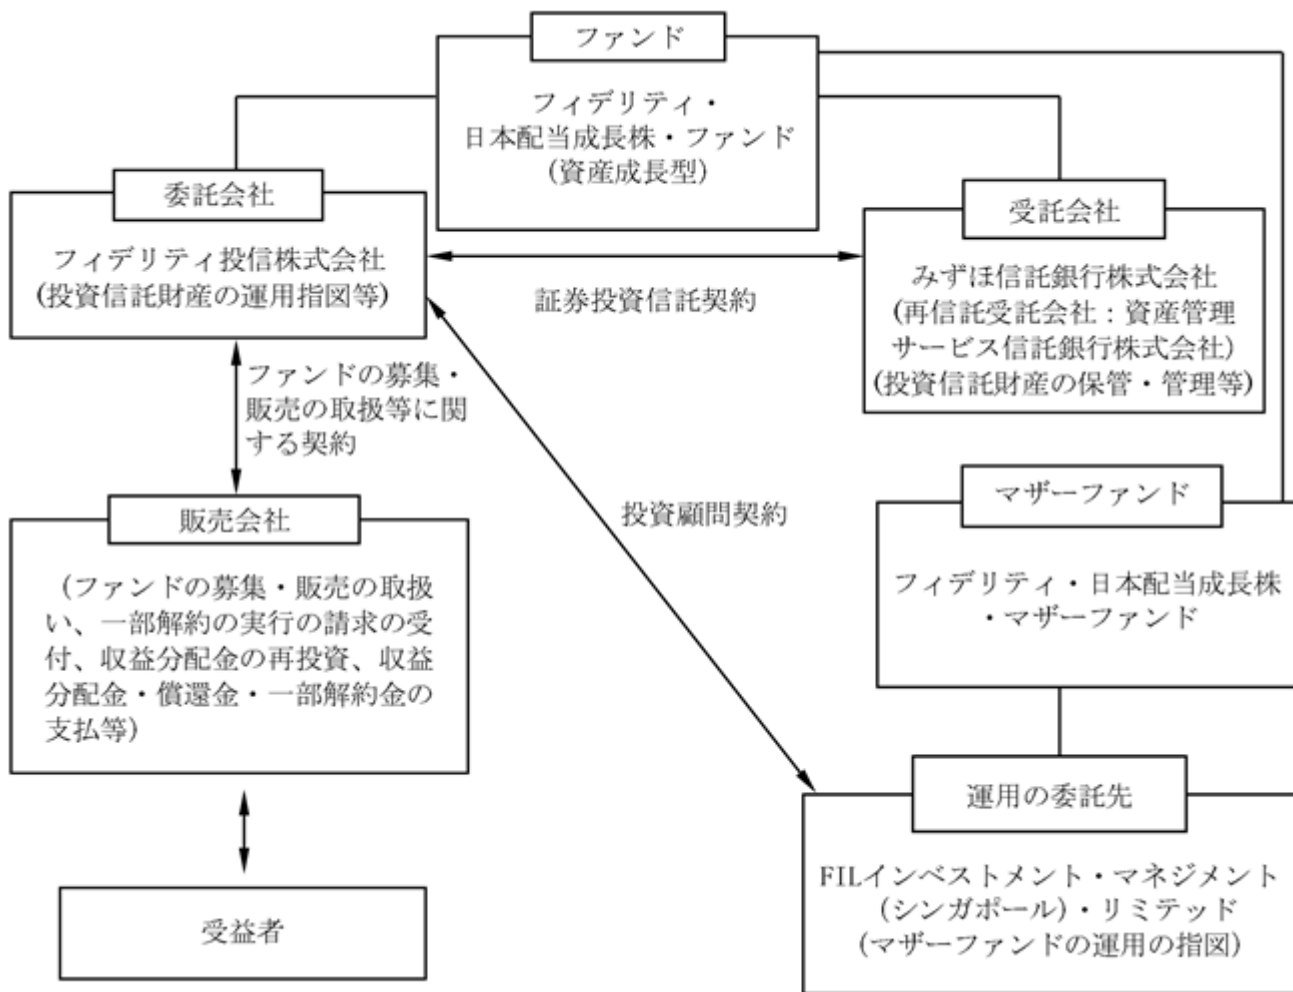 ファンド
フィデリティ・
日本配当成長株・ファンド
(資産成長型)
委託会社
フィデリティ投信株式会社
(投資信託財産の運用指図等)
証券投資信託契約
受託会社
みずほ信託銀行株式会社
(再信託受託会社：資産管理
サービス信託銀行株式会社)
(投資信託財産の保管・管理等)
ファンドの募集・
販売の取扱等に関
する契約
投資顧問契約
販売会社
(ファンドの募集・販売の取扱
い、一部解約の実行の請求の受
付、収益分配金の再投資、収益
分配金・償還金・一部解約金の
支払等)
受益者
マザーファンド
フィデリティ・日本配当成長株
・マザーファンド
運用の委託先
FILインベストメント・マネジメント
(シンガポール)・リミテッド
(マザーファンドの運用の指図)